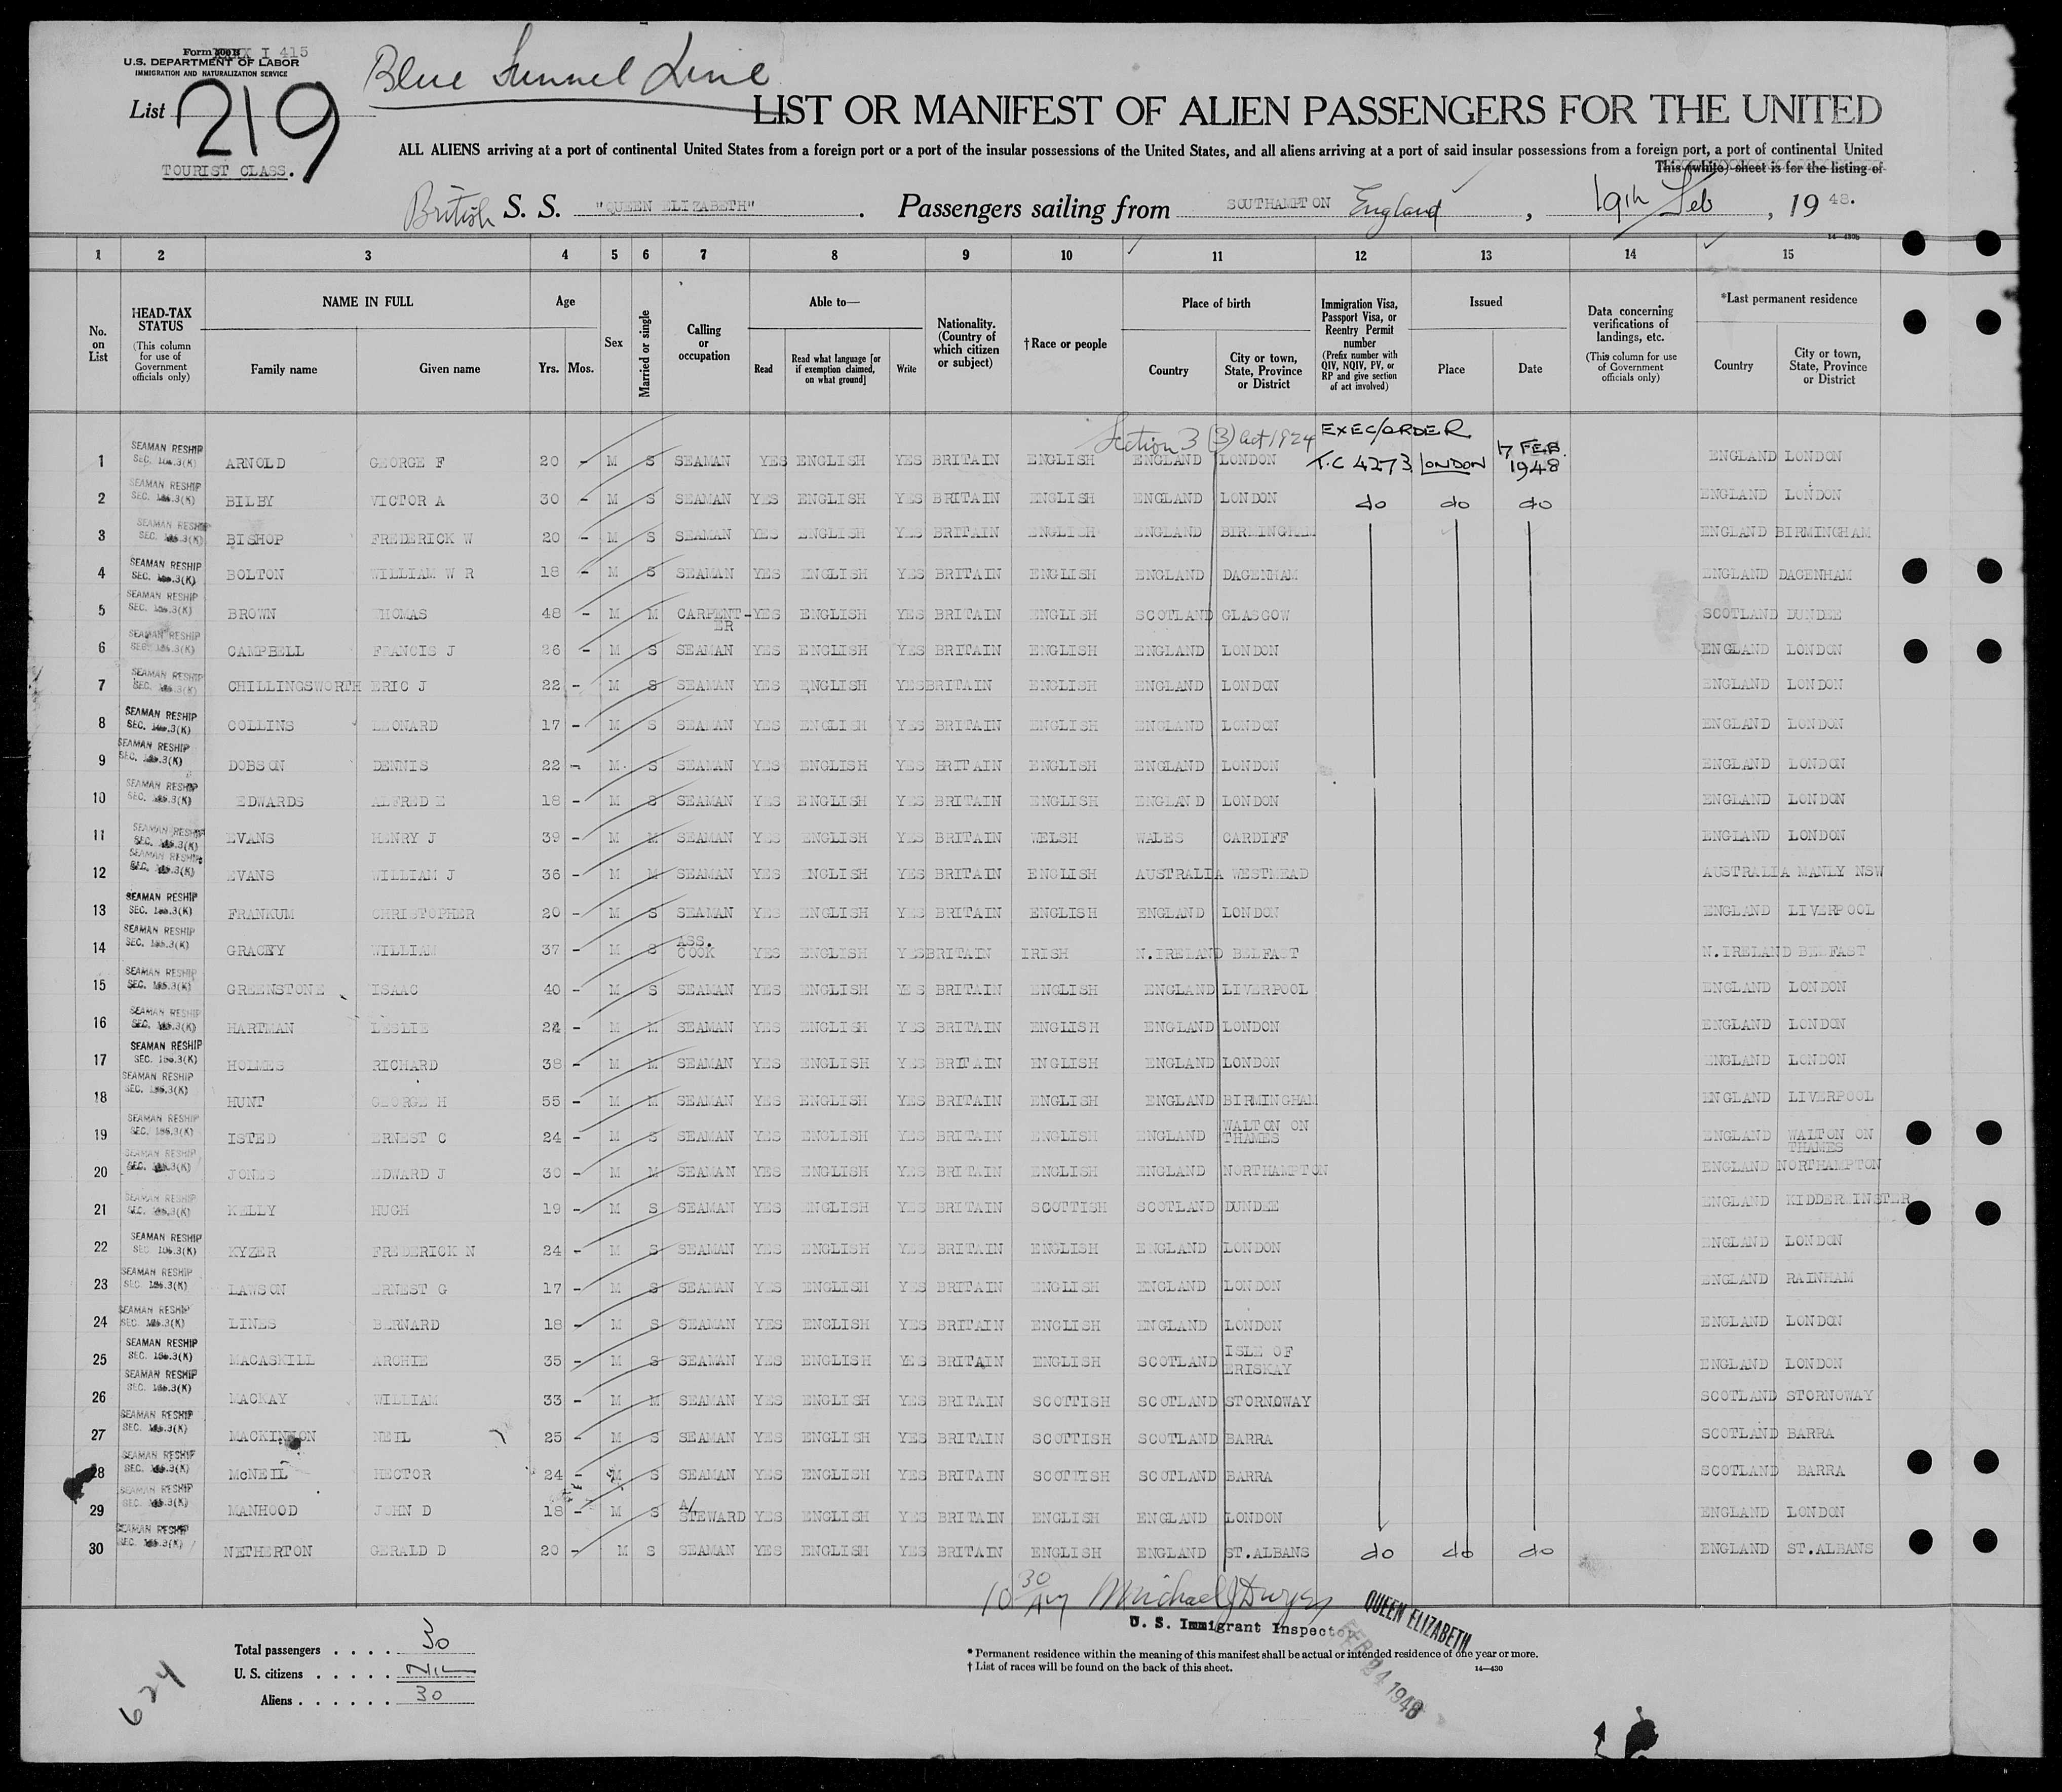 Form I 415
U.S. DEPARTMENT OF LABOR
IMMIGRATION AND NATURALIZATION SERVICE
Blue Funnel Line
List 219
TOURIST CLASS.
LIST OR MANIFEST OF ALIEN PASSENGERS FOR THE UNITED
ALL ALIENS arriving at a port of continental United States from a foreign port or a port of the insular possessions of the United States, and all aliens arriving at a port of said insular possessions from a foreign port, a port of continental United
This (white) sheet is for the listing of
British S. S. "QUEEN ELIZABETH" . Passengers sailing from SOUTHAMPTON England , 19th Feb , 19 48.
1 2 3 4 5 6 7 8 9 10 11 12 13 14 15
No. on List
HEAD-TAX STATUS (This column for use of Government officials only)
NAME IN FULL Family name Given name
Age Yrs. Mos.
Sex
Married or single
Calling or occupation
Able to— Read Read what language [or if exemption claimed, on what ground] Write
Nationality. (Country of which citizen or subject)
†Race or people
Place of birth Country City or town, State, Province or District
Immigration Visa, Passport Visa, or Reentry Permit number (Prefix number with QIV, NQIV, PV, or RP and give section of act involved)
Issued Place Date
Data concerning verifications of landings, etc. (This column for use of Government officials only)
*Last permanent residence Country City or town, State, Province or District
Section 3 (3) Act 1924 EXEC/ORDER
1 SEAMAN RESHIP SEC. 3(K) ARNOLD GEORGE F 20 - M S SEAMAN YES ENGLISH YES BRITAIN ENGLISH ENGLAND LONDON T.C 4273 LONDON 17 FEB. 1948 ENGLAND LONDON
2 SEAMAN RESHIP SEC. 3(K) BILBY VICTOR A 30 - M S SEAMAN YES ENGLISH YES BRITAIN ENGLISH ENGLAND LONDON do do do ENGLAND LONDON
3 SEAMAN RESHIP SEC. 3(K) BISHOP FREDERICK W 20 - M S SEAMAN YES ENGLISH YES BRITAIN ENGLISH ENGLAND BIRMINGHAM ENGLAND BIRMINGHAM
4 SEAMAN RESHIP SEC. 3(K) BOLTON WILLIAM W R 18 - M S SEAMAN YES ENGLISH YES BRITAIN ENGLISH ENGLAND DAGENHAM ENGLAND DAGENHAM
5 SEAMAN RESHIP SEC. 3(K) BROWN THOMAS 48 - M M CARPENT-ER YES ENGLISH YES BRITAIN ENGLISH SCOTLAND GLASGOW SCOTLAND DUNDEE
6 SEAMAN RESHIP SEC. 3(K) CAMPBELL FRANCIS J 26 - M S SEAMAN YES ENGLISH YES BRITAIN ENGLISH ENGLAND LONDON ENGLAND LONDON
7 SEAMAN RESHIP SEC. 3(K) CHILLINGSWORTH ERIC J 22 - M S SEAMAN YES ENGLISH YES BRITAIN ENGLISH ENGLAND LONDON ENGLAND LONDON
8 SEAMAN RESHIP SEC. 3(K) COLLINS LEONARD 17 - M S SEAMAN YES ENGLISH YES BRITAIN ENGLISH ENGLAND LONDON ENGLAND LONDON
9 SEAMAN RESHIP SEC. 3(K) DOBSON DENNIS 22 - M S SEAMAN YES ENGLISH YES BRITAIN ENGLISH ENGLAND LONDON ENGLAND LONDON
10 SEAMAN RESHIP SEC. 3(K) EDWARDS ALFRED E 18 - M S SEAMAN YES ENGLISH YES BRITAIN ENGLISH ENGLAND LONDON ENGLAND LONDON
11 SEAMAN RESHIP SEC. 3(K) EVANS HENRY J 39 - M M SEAMAN YES ENGLISH YES BRITAIN WELSH WALES CARDIFF ENGLAND LONDON
12 SEAMAN RESHIP SEC. 3(K) EVANS WILLIAM J 36 - M M SEAMAN YES ENGLISH YES BRITAIN ENGLISH AUSTRALIA WESTMEAD AUSTRALIA MANLY NSW
13 SEAMAN RESHIP SEC. 3(K) FRANKUM CHRISTOPHER 20 - M S SEAMAN YES ENGLISH YES BRITAIN ENGLISH ENGLAND LONDON ENGLAND LIVERPOOL
14 SEAMAN RESHIP SEC. 3(K) GRACEY WILLIAM 37 - M S ASS. COOK YES ENGLISH YES BRITAIN IRISH N.IRELAND BELFAST N.IRELAND BELFAST
15 SEAMAN RESHIP SEC. 3(K) GREENSTONE ISAAC 40 - M S SEAMAN YES ENGLISH YES BRITAIN ENGLISH ENGLAND LIVERPOOL ENGLAND LONDON
16 SEAMAN RESHIP SEC. 3(K) HARTMAN LESLIE 24 - M M SEAMAN YES ENGLISH YES BRITAIN ENGLISH ENGLAND LONDON ENGLAND LONDON
17 SEAMAN RESHIP SEC. 3(K) HOLMES RICHARD 38 - M M SEAMAN YES ENGLISH YES BRITAIN ENGLISH ENGLAND LONDON ENGLAND LONDON
18 SEAMAN RESHIP SEC. 3(K) HUNT GEORGE H 55 - M M SEAMAN YES ENGLISH YES BRITAIN ENGLISH ENGLAND BIRMINGHAM ENGLAND LIVERPOOL
19 SEAMAN RESHIP SEC. 3(K) ISTED ERNEST C 24 - M S SEAMAN YES ENGLISH YES BRITAIN ENGLISH ENGLAND WALTON ON THAMES ENGLAND WALTON ON THAMES
20 SEAMAN RESHIP SEC. 3(K) JONES EDWARD J 30 - M M SEAMAN YES ENGLISH YES BRITAIN ENGLISH ENGLAND NORTHAMPTON ENGLAND NORTHAMPTON
21 SEAMAN RESHIP SEC. 3(K) KELLY HUGH 19 - M S SEAMAN YES ENGLISH YES BRITAIN SCOTTISH SCOTLAND DUNDEE ENGLAND KIDDERMINSTER
22 SEAMAN RESHIP SEC. 3(K) KYZER FREDERICK N 24 - M S SEAMAN YES ENGLISH YES BRITAIN ENGLISH ENGLAND LONDON ENGLAND LONDON
23 SEAMAN RESHIP SEC. 3(K) LAWSON ERNEST G 17 - M S SEAMAN YES ENGLISH YES BRITAIN ENGLISH ENGLAND LONDON ENGLAND RAINHAM
24 SEAMAN RESHIP SEC. 3(K) LINES BERNARD 18 - M S SEAMAN YES ENGLISH YES BRITAIN ENGLISH ENGLAND LONDON ENGLAND LONDON
25 SEAMAN RESHIP SEC. 3(K) MACASKILL ARCHIE 35 - M S SEAMAN YES ENGLISH YES BRITAIN ENGLISH SCOTLAND ISLE OF ERISKAY ENGLAND LONDON
26 SEAMAN RESHIP SEC. 3(K) MACKAY WILLIAM 33 - M M SEAMAN YES ENGLISH YES BRITAIN SCOTTISH SCOTLAND STORNOWAY SCOTLAND STORNOWAY
27 SEAMAN RESHIP SEC. 3(K) MACKINNON NEIL 25 - M S SEAMAN YES ENGLISH YES BRITAIN SCOTTISH SCOTLAND BARRA SCOTLAND BARRA
28 SEAMAN RESHIP SEC. 3(K) McNEIL HECTOR 24 - M S SEAMAN YES ENGLISH YES BRITAIN SCOTTISH SCOTLAND BARRA SCOTLAND BARRA
29 SEAMAN RESHIP SEC. 3(K) MANHOOD JOHN D 18 - M S A/ STEWARD YES ENGLISH YES BRITAIN ENGLISH ENGLAND LONDON ENGLAND LONDON
30 SEAMAN RESHIP SEC. 3(K) NETHERTON GERALD D 20 - M S SEAMAN YES ENGLISH YES BRITAIN ENGLISH ENGLAND ST.ALBANS do do do ENGLAND ST.ALBANS
10 30 AM Michael J Dwyer
U. S. Immigrant Inspector
QUEEN ELIZABETH
FEB 24 1948
Total passengers . . . . 30
U. S. citizens . . . . . NIL
Aliens . . . . . . 30
624
* Permanent residence within the meaning of this manifest shall be actual or intended residence of one year or more.
† List of races will be found on the back of this sheet.
14—430